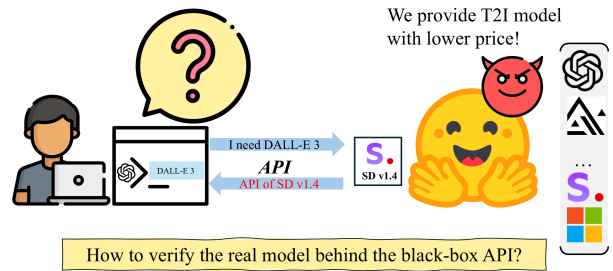 We provide T2I model
with lower price!
?
I need DALL-E 3
DALL-E 3
API
API of SD v1.4
S.
SD v1.4
...
S.
How to verify the real model behind the black-box API?